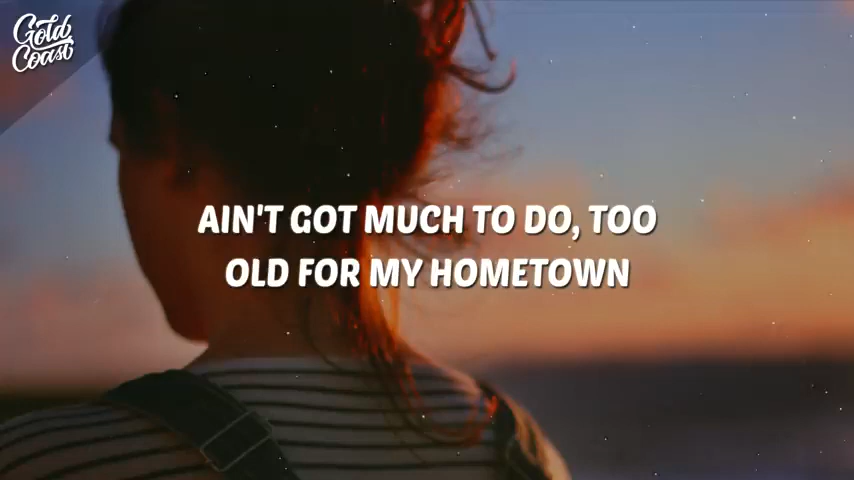 Gold
Coast
AIN'T GOT MUCH TO DO, TOO
OLD FOR MY HOMETOWN